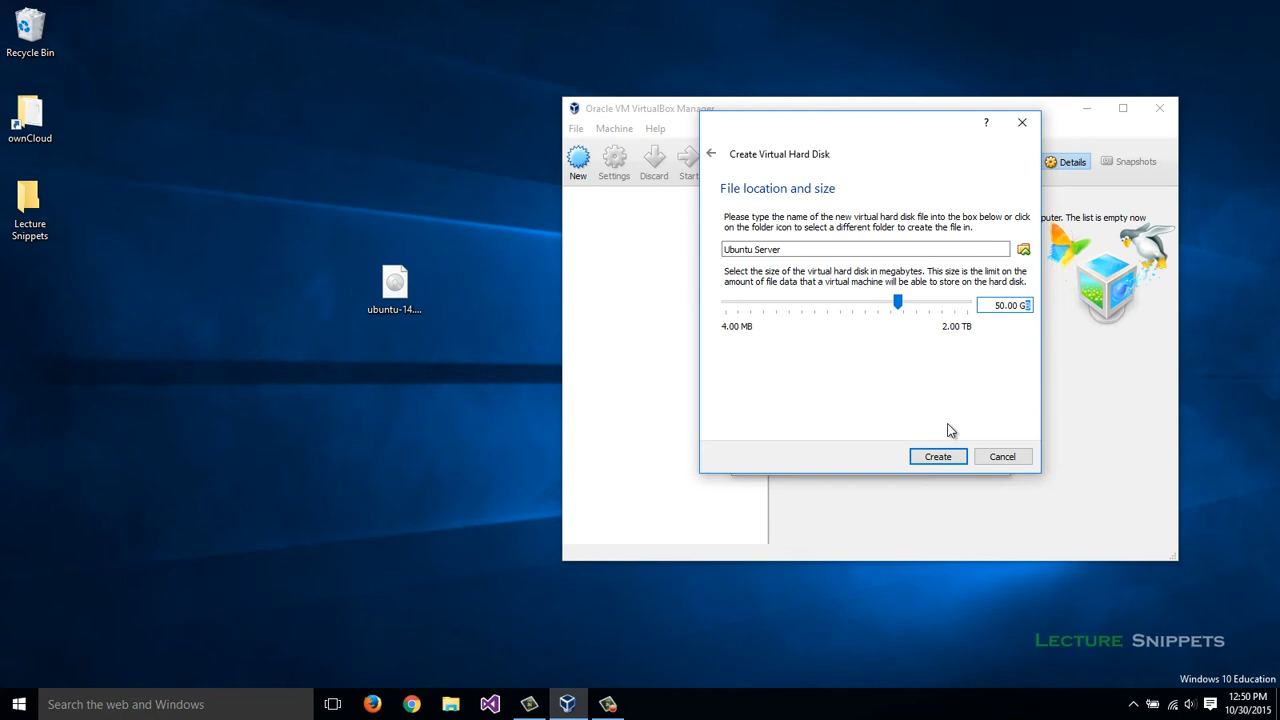 Recycle Bin
ownCloud
Lecture
Snippets
ubuntu-14....
Oracle VM VirtualBox Manager
File Machine Help
New Settings Discard Start
Details Snapshots
The list is empty now
?
Create Virtual Hard Disk
File location and size
Please type the name of the new virtual hard disk file into the box below or click
on the folder icon to select a different folder to create the file in.
Ubuntu Server
Select the size of the virtual hard disk in megabytes. This size is the limit on the
amount of file data that a virtual machine will be able to store on the hard disk.
50.00 GB
4.00 MB 2.00 TB
Create Cancel
LECTURE SNIPPETS
Windows 10 Education
Search the web and Windows
12:50 PM
10/30/2015